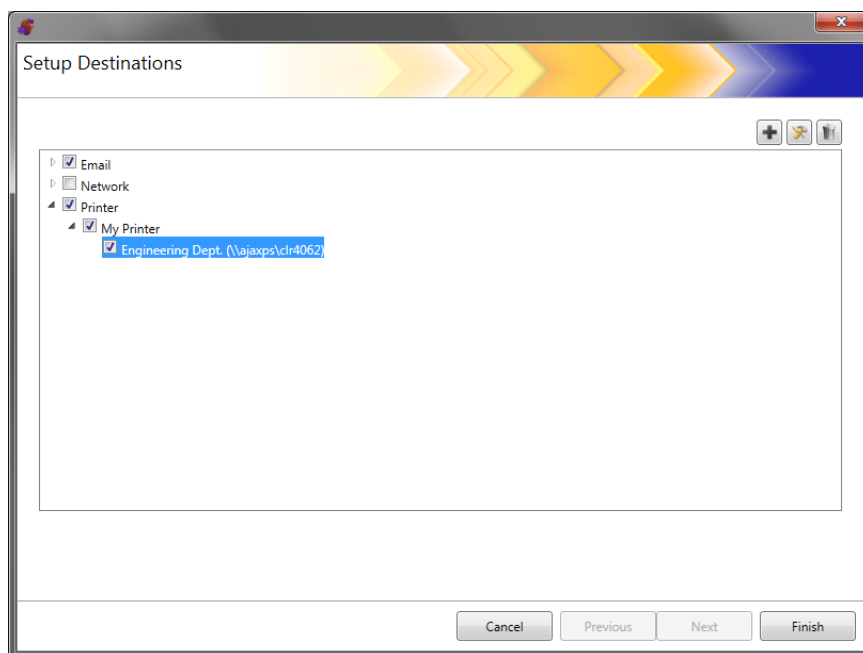 Setup Destinations
Email
Network
Printer
My Printer
Engineering Dept. (\\ajaxps\clr4062)
Cancel Previous Next Finish